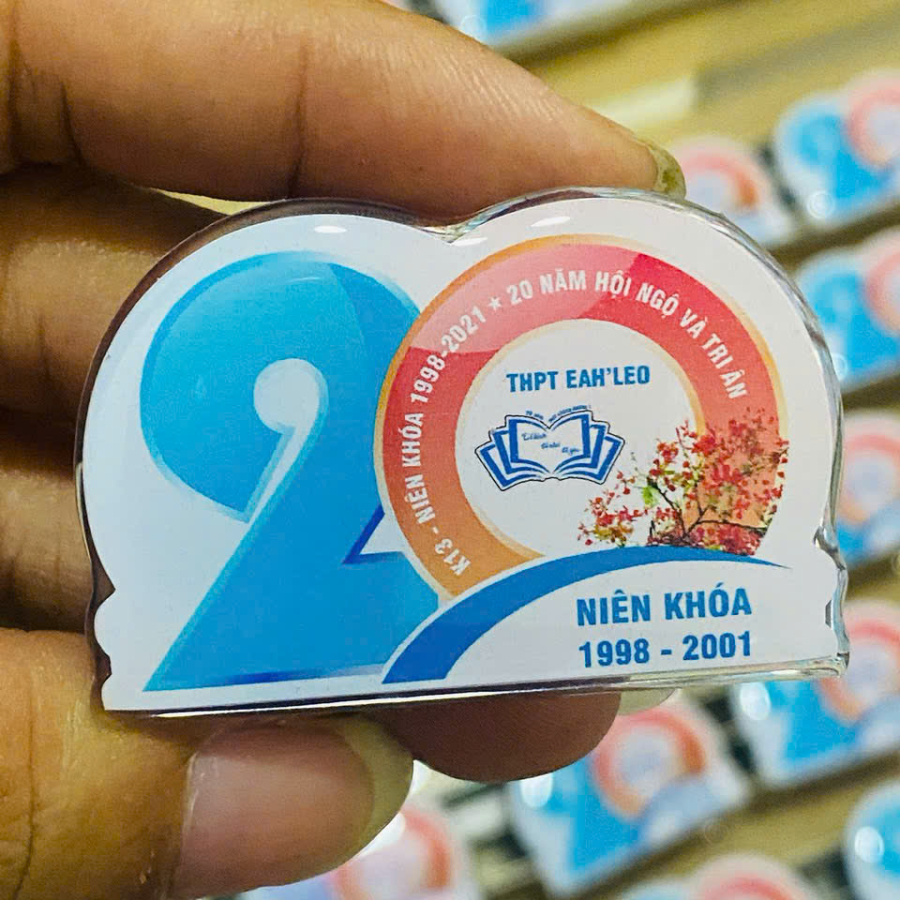 20
K13 - NIÊN KHÓA 1998-2021 ★ 20 NĂM HỘI NGỘ VÀ TRI ÂN
THPT EAH'LEO
NIÊN KHÓA
1998 - 2001